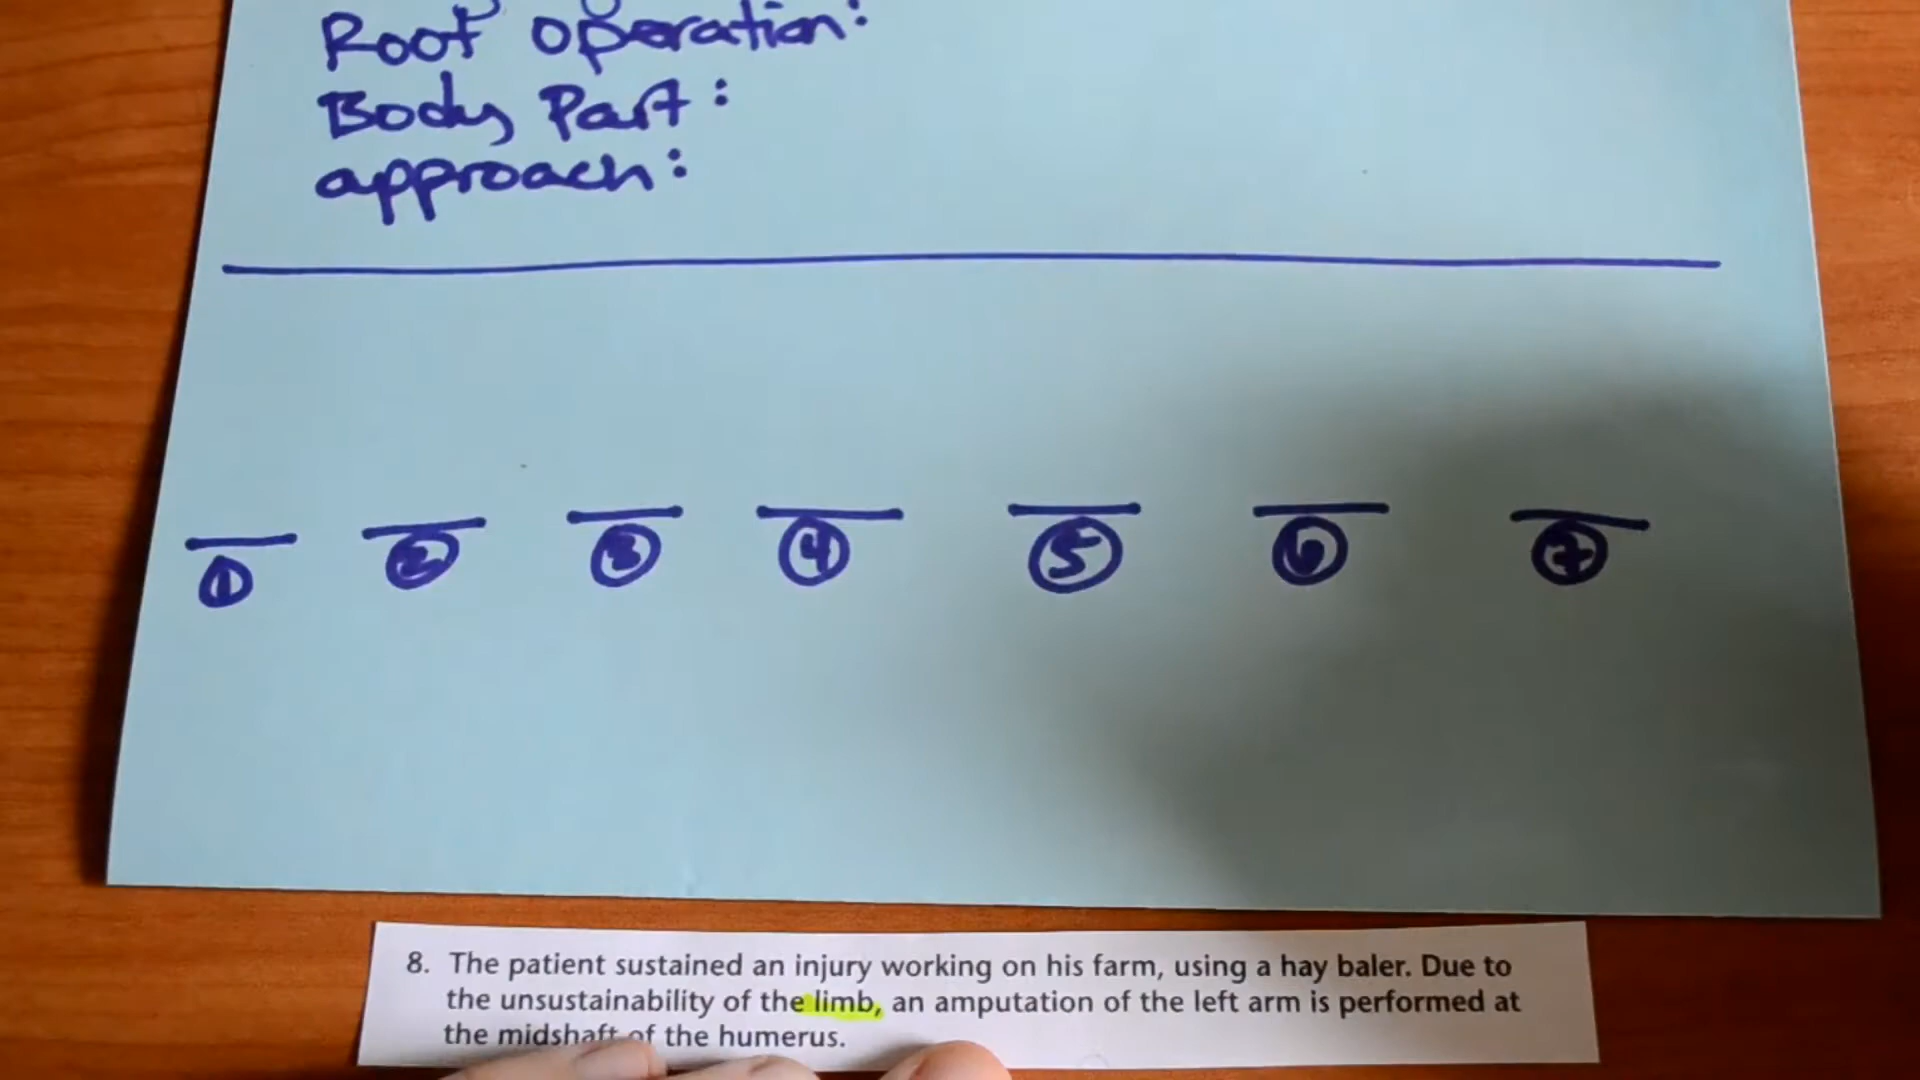 Root operation:
Body Part:
approach:
1 2 3 4 5 6 7
8. The patient sustained an injury working on his farm, using a hay baler. Due to
the unsustainability of the limb, an amputation of the left arm is performed at
the midshaft of the humerus.